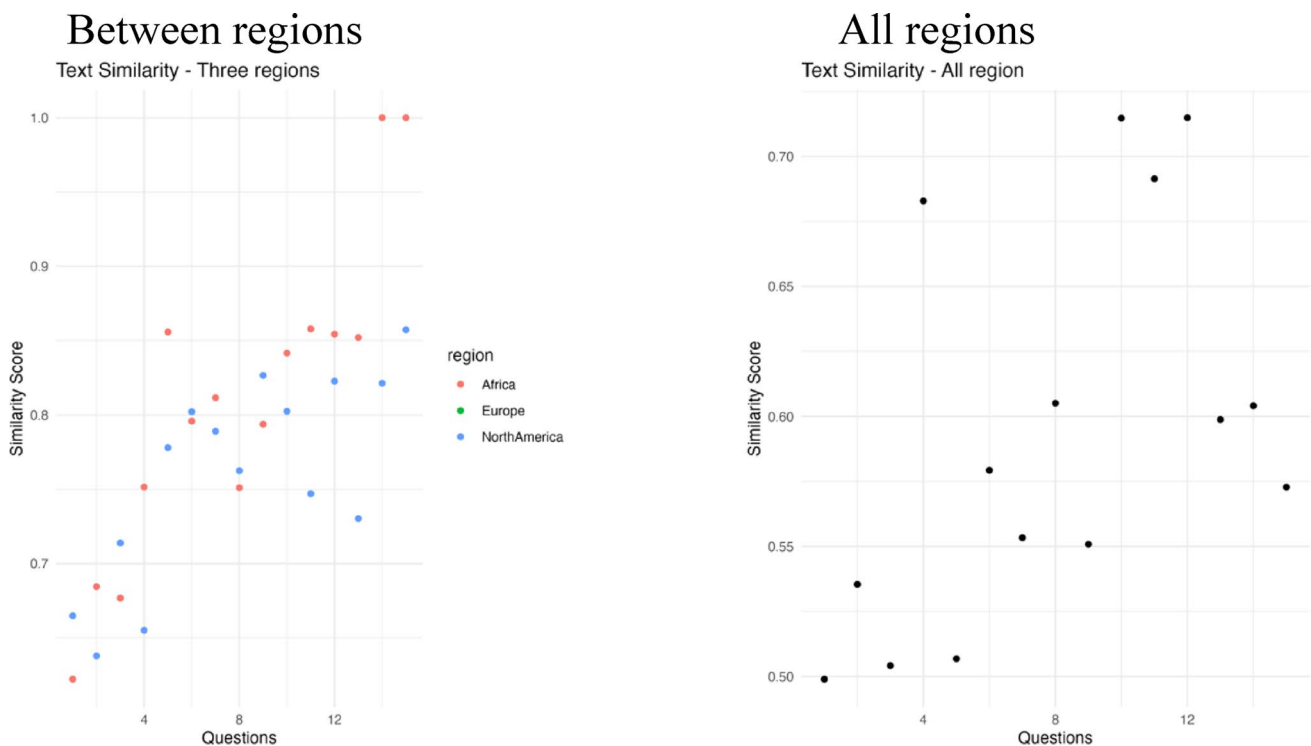 Between regions
Text Similarity - Three regions
1.0
0.9
0.8
0.7
Similarity Score
4 8 12
Questions
region
Africa
Europe
NorthAmerica
All regions
Text Similarity - All region
0.70
0.65
0.60
0.55
0.50
Similarity Score
4 8 12
Questions